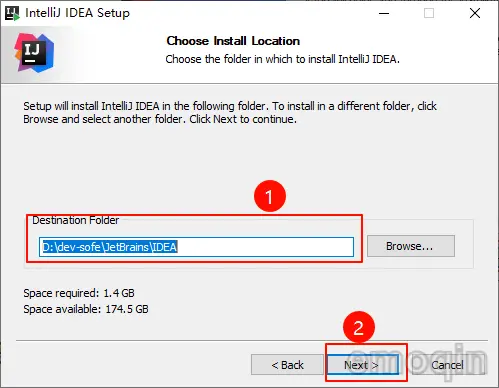 IntelliJ IDEA Setup
IJ
Choose Install Location
Choose the folder in which to install IntelliJ IDEA.
Setup will install IntelliJ IDEA in the following folder. To install in a different folder, click
Browse and select another folder. Click Next to continue.
1
Destination Folder
D:\dev-sofe\JetBrains\IDEA
Browse...
Space required: 1.4 GB
Space available: 174.5 GB
2
< Back
Next >
Cancel
omoqin